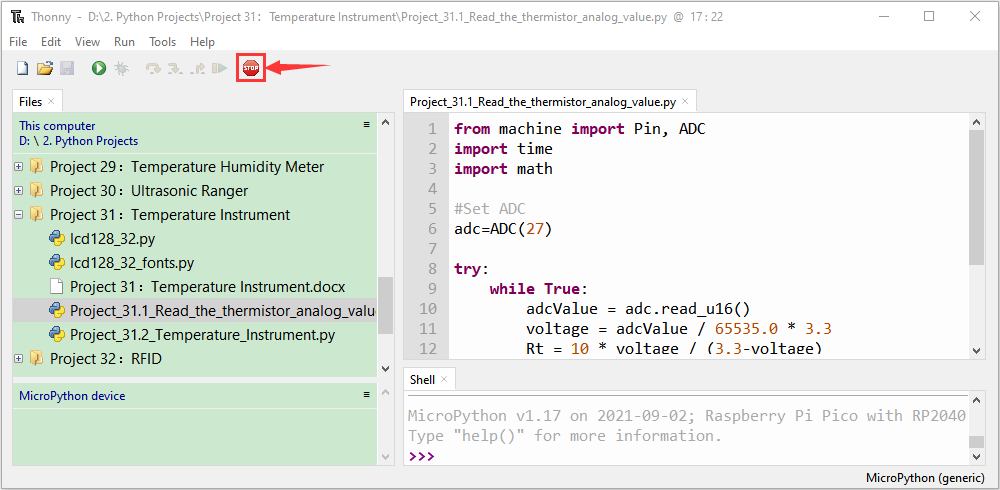 Thonny - D:\2. Python Projects\Project 31：Temperature Instrument\Project_31.1_Read_the_thermistor_analog_value.py @ 17 : 22
File Edit View Run Tools Help
STOP
Files
This computer
D: \ 2. Python Projects
Project 29：Temperature Humidity Meter
Project 30：Ultrasonic Ranger
Project 31：Temperature Instrument
lcd128_32.py
lcd128_32_fonts.py
Project 31：Temperature Instrument.docx
Project_31.1_Read_the_thermistor_analog_valu
Project_31.2_Temperature_Instrument.py
Project 32：RFID
MicroPython device
Project_31.1_Read_the_thermistor_analog_value.py
1 from machine import Pin, ADC
2 import time
3 import math
4
5 #Set ADC
6 adc=ADC(27)
7
8 try:
9     while True:
10         adcValue = adc.read_u16()
11         voltage = adcValue / 65535.0 * 3.3
12         Rt = 10 * voltage / (3.3-voltage)
Shell
MicroPython v1.17 on 2021-09-02; Raspberry Pi Pico with RP2040
Type "help()" for more information.
>>>
MicroPython (generic)